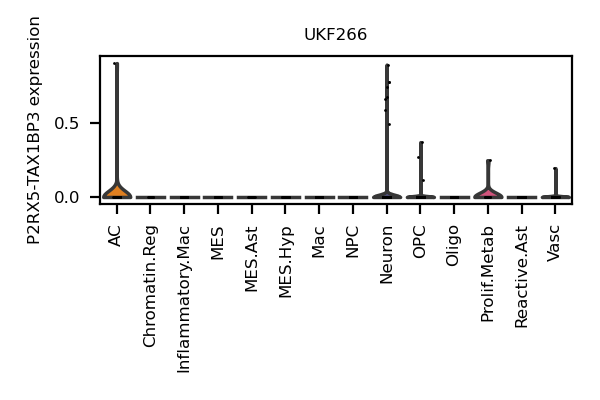 UKF266
P2RX5-TAX1BP3 expression
0.5
0.0
AC
Chromatin.Reg
Inflammatory.Mac
MES
MES.Ast
MES.Hyp
Mac
NPC
Neuron
OPC
Oligo
Prolif.Metab
Reactive.Ast
Vasc